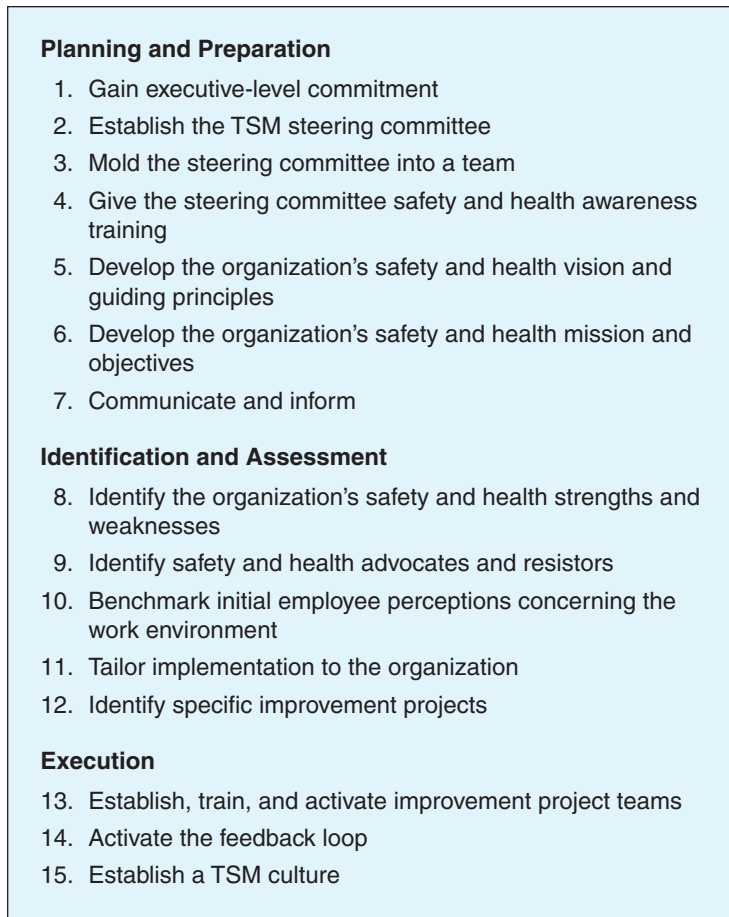 Planning and Preparation
1. Gain executive-level commitment
2. Establish the TSM steering committee
3. Mold the steering committee into a team
4. Give the steering committee safety and health awareness
training
5. Develop the organization’s safety and health vision and
guiding principles
6. Develop the organization’s safety and health mission and
objectives
7. Communicate and inform
Identification and Assessment
8. Identify the organization’s safety and health strengths and
weaknesses
9. Identify safety and health advocates and resistors
10. Benchmark initial employee perceptions concerning the
work environment
11. Tailor implementation to the organization
12. Identify specific improvement projects
Execution
13. Establish, train, and activate improvement project teams
14. Activate the feedback loop
15. Establish a TSM culture